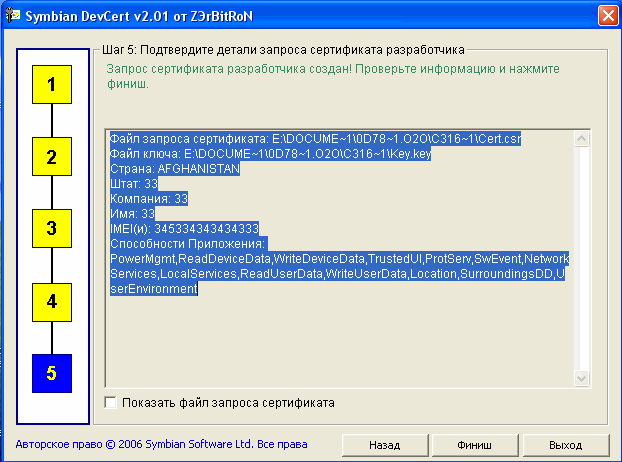 Symbian DevCert v2.01 от ZЭrBitRoN
Шаг 5: Подтвердите детали запроса сертификата разработчика
Запрос сертификата разработчика создан! Проверьте информацию и нажмите
финиш.
1
2
3
4
5
Файл запроса сертификата: E:\DOCUME~1\0D78~1.O2O\C316~1\Cert.csr
Файл ключа: E:\DOCUME~1\0D78~1.O2O\C316~1\Key.key
Страна: AFGHANISTAN
Штат: 33
Компания: 33
Имя: 33
IMEI(и): 345334343434333
Способности Приложения:
PowerMgmt,ReadDeviceData,WriteDeviceData,TrustedUI,ProtServ,SwEvent,Network
Services,LocalServices,ReadUserData,WriteUserData,Location,SurroundingsDD,U
serEnvironment
Показать файл запроса сертификата
Авторское право © 2006 Symbian Software Ltd. Все права
Назад
Финиш
Выход